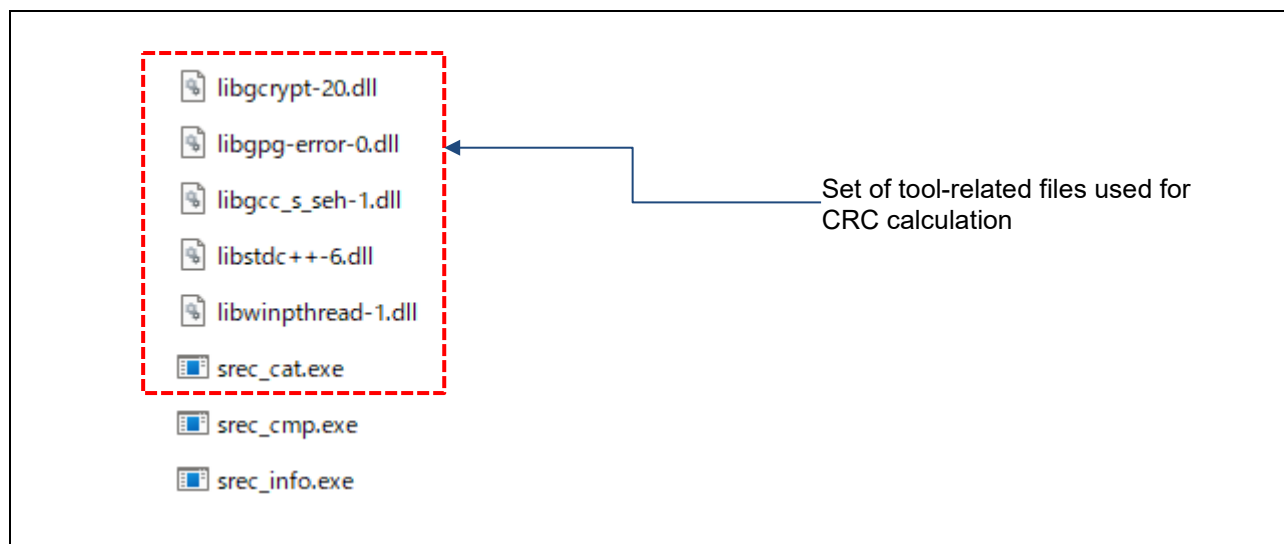 libgcrypt-20.dll
libgpg-error-0.dll
libgcc_s_seh-1.dll
libstdc++-6.dll
libwinpthread-1.dll
srec_cat.exe
srec_cmp.exe
srec_info.exe
Set of tool-related files used for
CRC calculation